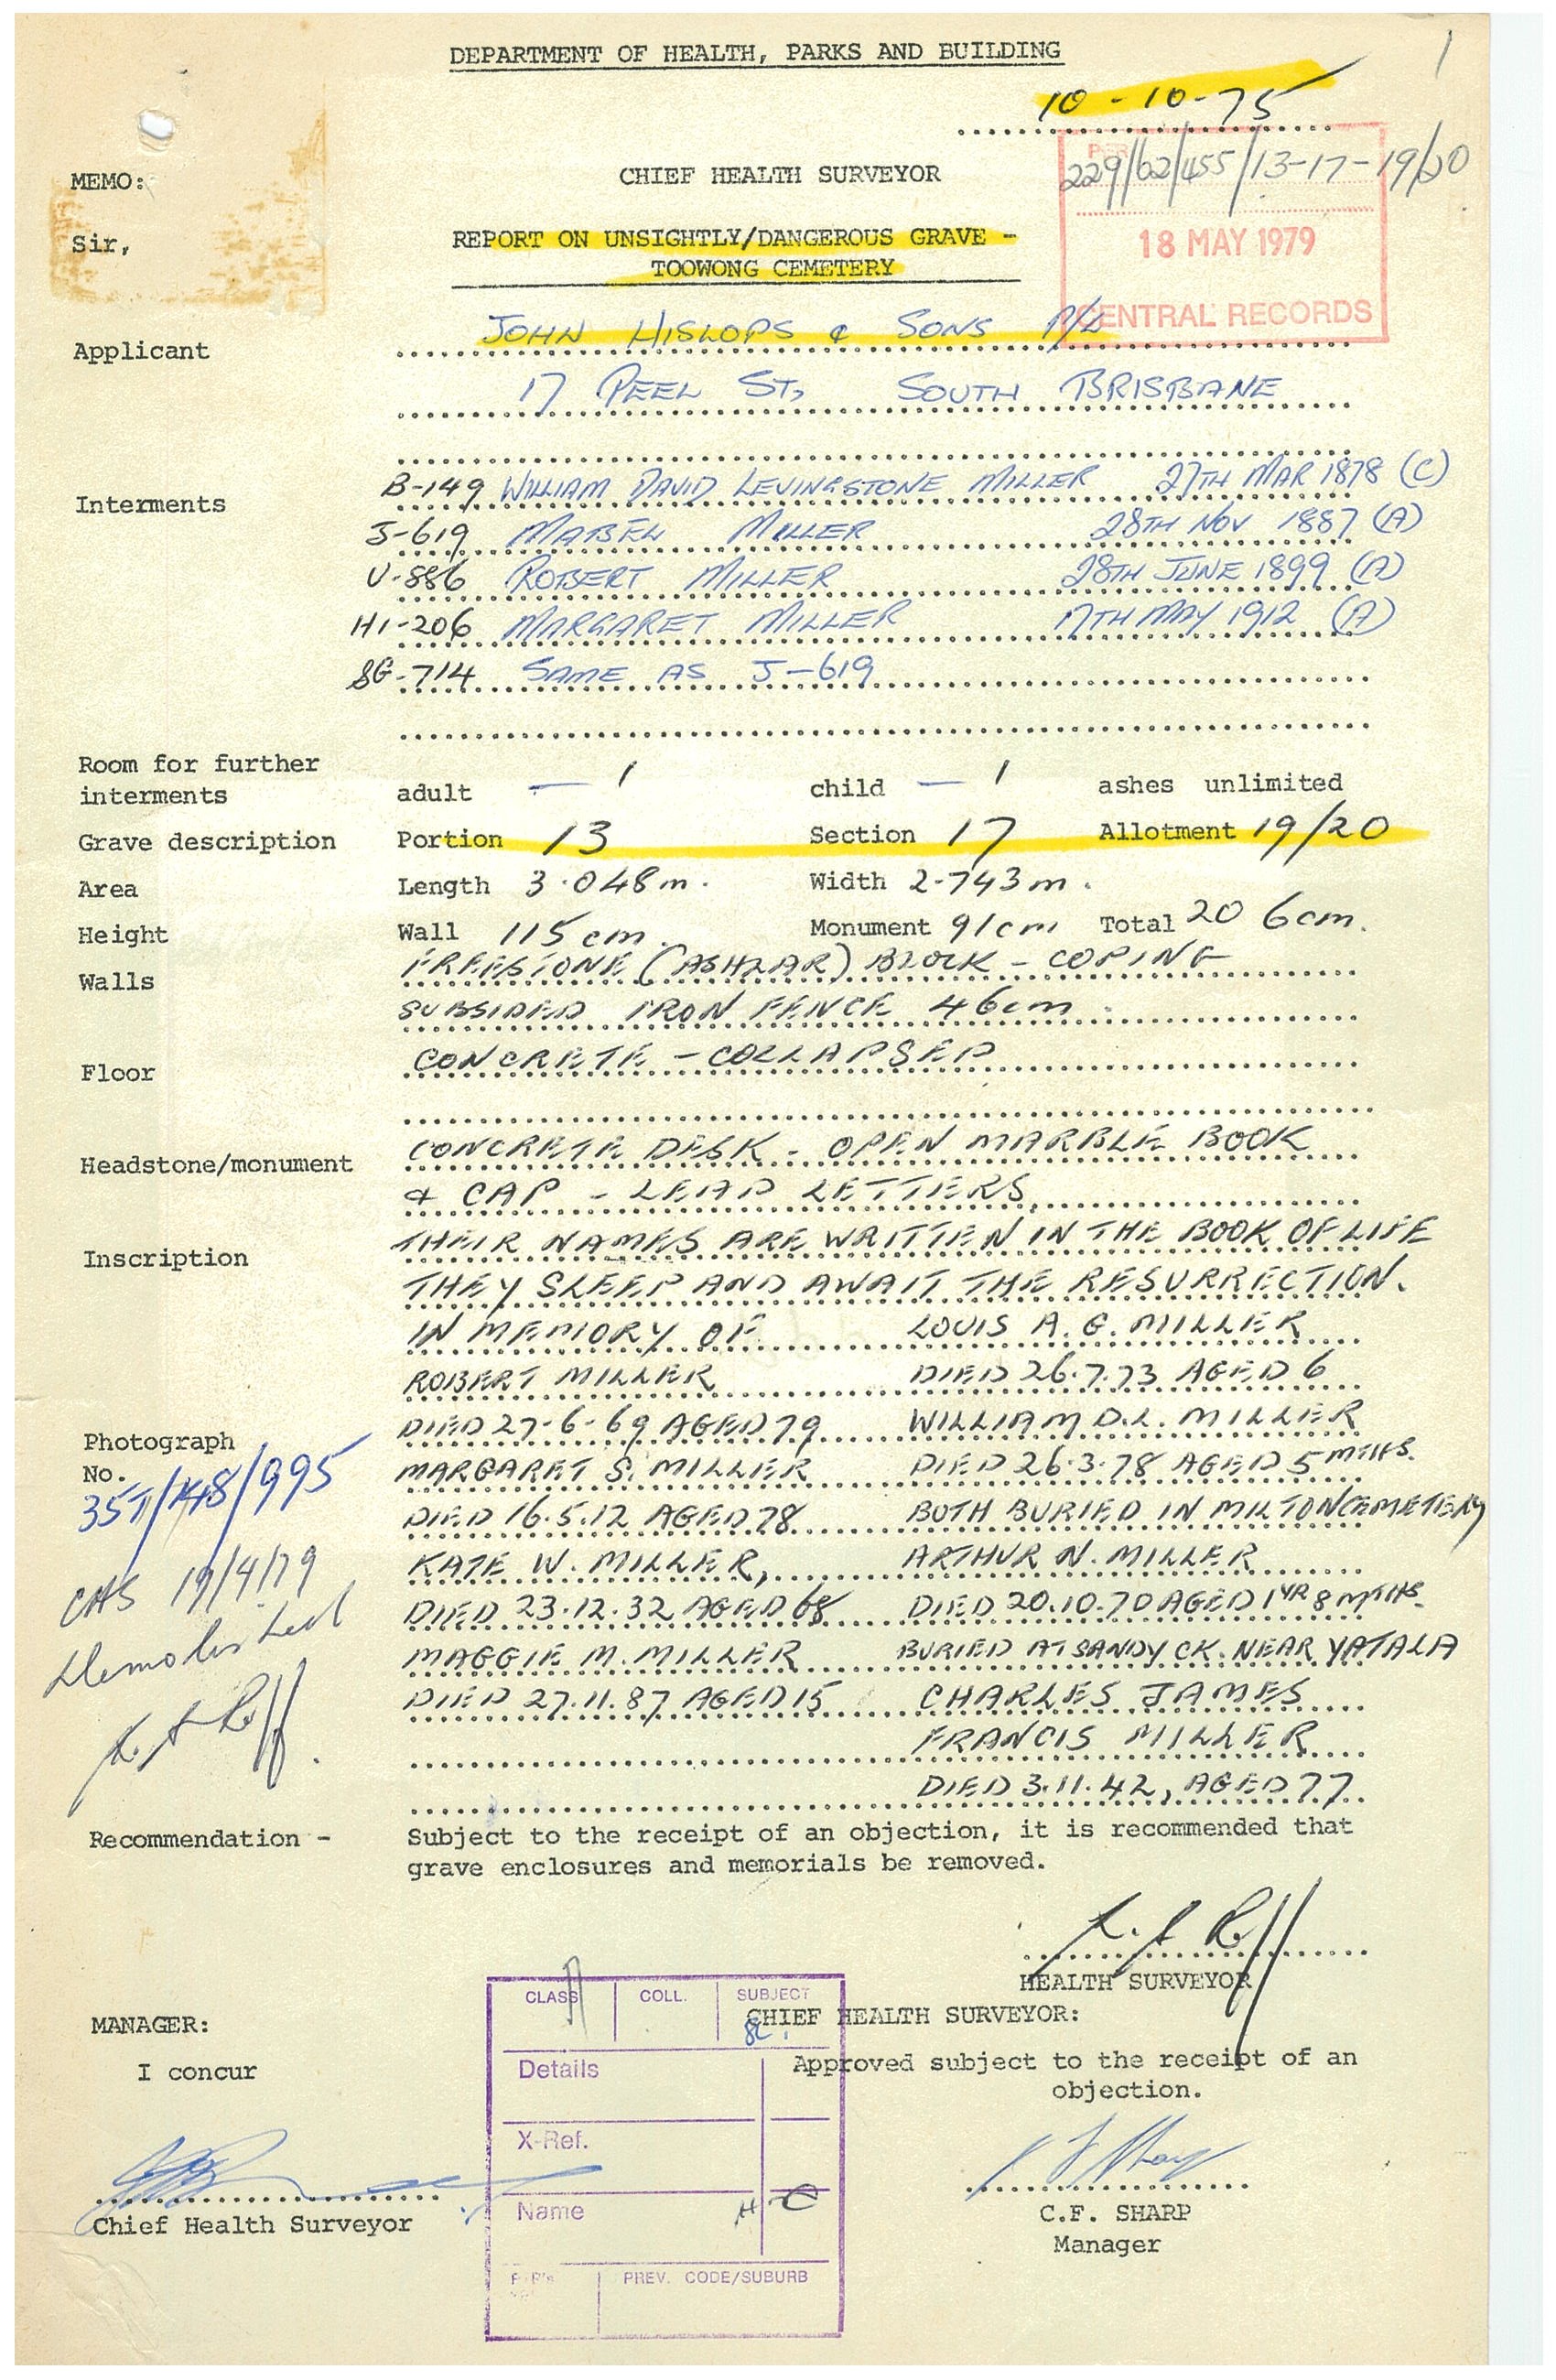 DEPARTMENT OF HEALTH, PARKS AND BUILDING
1
10-10-75
229/62/455/13-17-19/20
MEMO:
CHIEF HEALTH SURVEYOR
Sir,
REPORT ON UNSIGHTLY/DANGEROUS GRAVE -
TOOWONG CEMETERY
18 MAY 1979
CENTRAL RECORDS
Applicant JOHN HISLOPS & SONS P/L
17 PEEL ST, SOUTH BRISBANE
Interments B-149 WILLIAM DAVID LEVINGSTONE MILLER 27TH MAR 1878 (C)
J-619 MABEL MILLER 28TH NOV 1887 (A)
U-886 ROBERT MILLER 28TH JUNE 1899 (A)
H1-206 MARGARET MILLER 17TH MAY 1912 (A)
SG-714 SAME AS J-619
Room for further
interments adult - 1 child - 1 ashes unlimited
Grave description Portion 13 Section 17 Allotment 19/20
Area Length 3.048m. Width 2.743m.
Height Wall 115cm. Monument 91cm Total 206cm.
Walls FREESTONE (ASHLAR) BLOCK - COPING
SUBSIDED IRON FENCE 46cm
Floor CONCRETE - COLLAPSED
Headstone/monument CONCRETE DESK - OPEN MARBLE BOOK
& CAP - LEAD LETTERS
Inscription THEIR NAMES ARE WRITTEN IN THE BOOK OF LIFE
THEY SLEEP AND AWAIT THE RESURRECTION.
IN MEMORY OF LOUIS A. G. MILLER
ROBERT MILLER DIED 26.7.73 AGED 6
DIED 27-6-69 AGED 79 WILLIAM D.L. MILLER
MARGARET S. MILLER DIED 26.3.78 AGED 5 MTHS.
DIED 16.5.12 AGED 78 BOTH BURIED IN MILTON CEMETERY
KATE W. MILLER, ARTHUR N. MILLER
DIED 23.12.32 AGED 68 DIED 20.10.70 AGED 1 YR 8 MTHS.
MAGGIE M. MILLER BURIED AT SANDY CK. NEAR YATALA
DIED 27.11.87 AGED 15 CHARLES JAMES
FRANCIS MILLER
DIED 3.11.42, AGED 77
Photograph
No.
35T/148/995
CHS 19/4/79
Demolished
Recommendation - Subject to the receipt of an objection, it is recommended that
grave enclosures and memorials be removed.
HEALTH SURVEYOR
MANAGER:
CHIEF HEALTH SURVEYOR:
I concur
Approved subject to the receipt of an
objection.
CLASS COLL. SUBJECT
Details
X-Ref.
Name
PREV. CODE/SUBURB
Chief Health Surveyor
C.F. SHARP
Manager